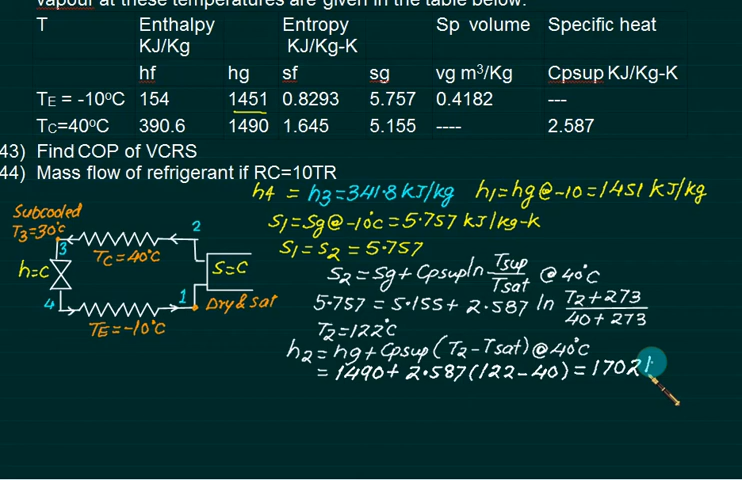 vapour at these temperatures are given in the table below.
T Enthalpy Entropy Sp volume Specific heat
KJ/Kg KJ/Kg-K
hf hg sf sg vg m³/Kg Cpsup KJ/Kg-K
TE = -10⁰C 154 1451 0.8293 5.757 0.4182 ---
TC=40⁰C 390.6 1490 1.645 5.155 ---- 2.587
43) Find COP of VCRS
44) Mass flow of refrigerant if RC=10TR
h4 = h3=341.8 KJ/kg h1=hg@-10=1451 KJ/kg
S1=Sg@-10°C=5.757 KJ/kg-k
S1=S2=5.757
S2=Sg+Cpsup ln Tsup/Tsat @40°C
5.757=5.155+2.587 ln T2+273/40+273
T2=122°C
h2=hg+Cpsup(T2-Tsat)@40°C
=1490+2.587(122-40)=1702
Subcooled
T3=30°C
3
2
TC=40°C
h=C
S=C
4
1
Dry & sat
TE=-10°C